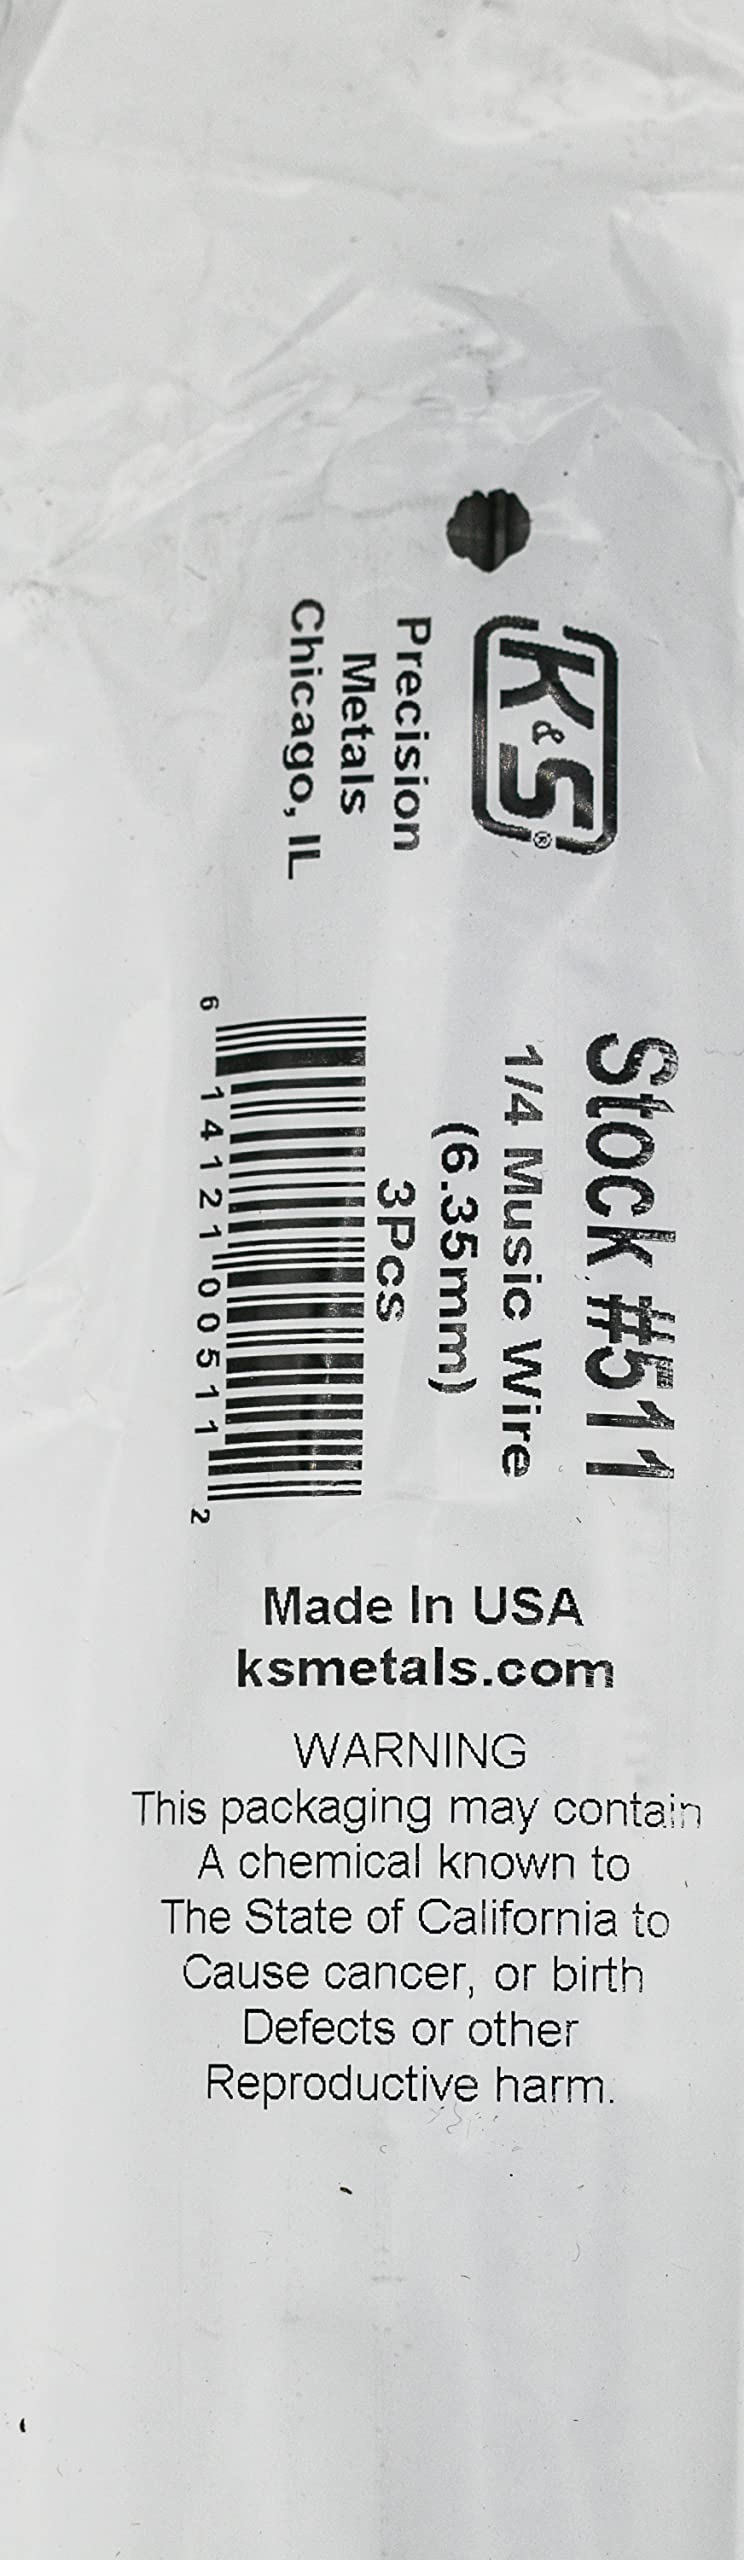 K&S®
Precision
Metals
Chicago, IL
Stock #511
1/4 Music Wire
(6.35mm)
3Pcs
6 14121 00511 2
Made In USA
ksmetals.com
WARNING
This packaging may contain
A chemical known to
The State of California to
Cause cancer, or birth
Defects or other
Reproductive harm.